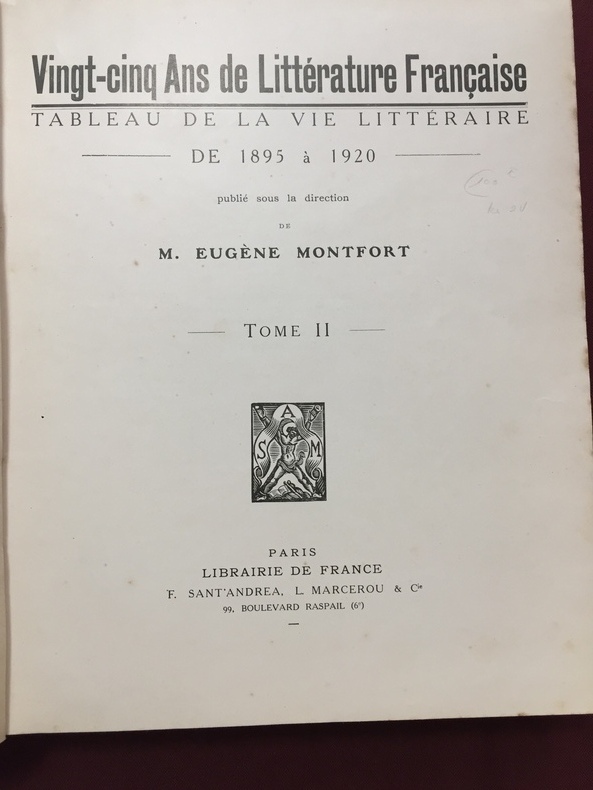 Vingt-cinq Ans de Littérature Française
TABLEAU DE LA VIE LITTÉRAIRE
DE 1895 à 1920
publié sous la direction
DE
M. EUGÈNE MONTFORT
TOME II
A
S M
PARIS
LIBRAIRIE DE FRANCE
F. SANT'ANDREA, L. MARCEROU & Cie
99, BOULEVARD RASPAIL (6e)